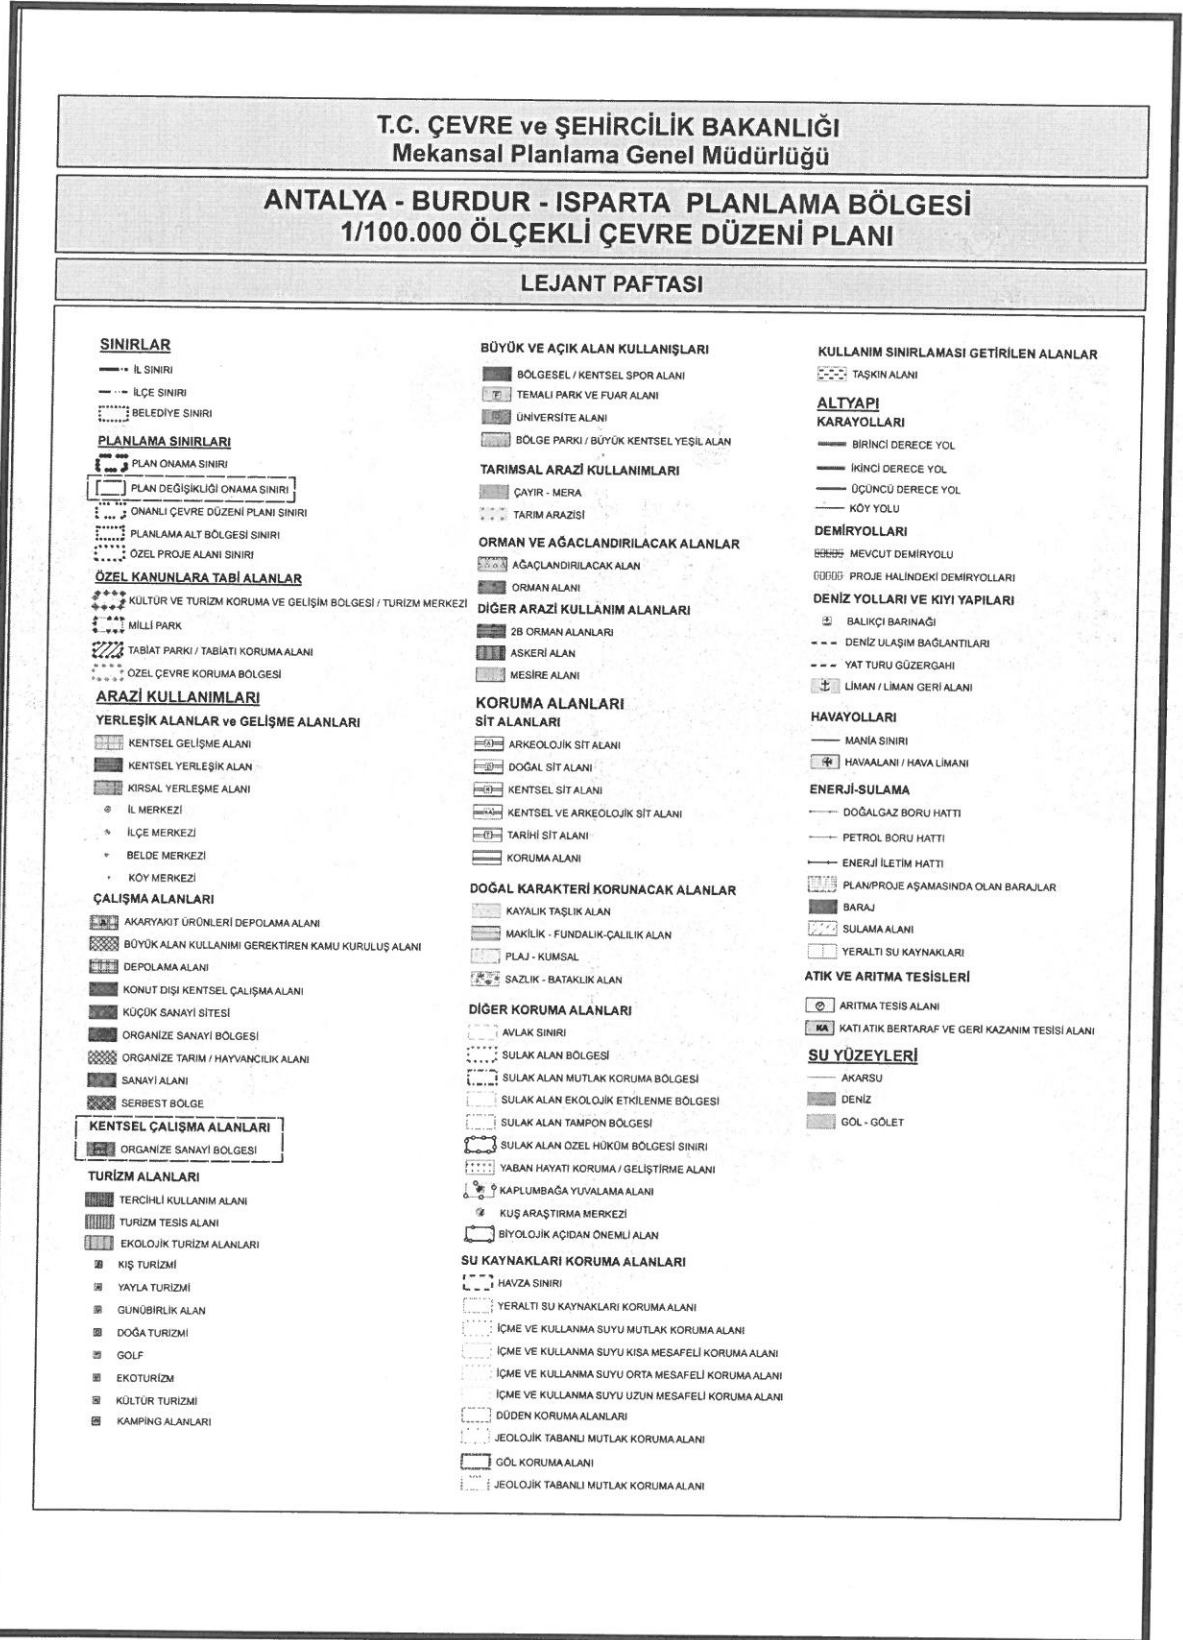 T.C. ÇEVRE ve ŞEHİRCİLİK BAKANLIĞI
Mekansal Planlama Genel Müdürlüğü
ANTALYA - BURDUR - ISPARTA PLANLAMA BÖLGESİ
1/100.000 ÖLÇEKLİ ÇEVRE DÜZENİ PLANI
LEJANT PAFTASI
SINIRLAR
İL SINIRI
İLÇE SINIRI
BELEDİYE SINIRI
PLANLAMA SINIRLARI
PLAN ONAMA SINIRI
PLAN DEĞİŞİKLİĞİ ONAMA SINIRI
ONANLI ÇEVRE DÜZENİ PLANI SINIRI
PLANLAMA ALT BÖLGESİ SINIRI
ÖZEL PROJE ALANI SINIRI
ÖZEL KANUNLARA TABİ ALANLAR
KÜLTÜR VE TURİZM KORUMA VE GELİŞİM BÖLGESİ / TURİZM MERKEZİ
MİLLİ PARK
TABİAT PARKI / TABİATI KORUMA ALANI
ÖZEL ÇEVRE KORUMA BÖLGESİ
ARAZİ KULLANIMLARI
YERLEŞİK ALANLAR ve GELİŞME ALANLARI
KENTSEL GELİŞME ALANI
KENTSEL YERLEŞİK ALAN
KIRSAL YERLEŞME ALANI
İL MERKEZİ
İLÇE MERKEZİ
BELDE MERKEZİ
KÖY MERKEZİ
ÇALIŞMA ALANLARI
AKARYAKIT ÜRÜNLERİ DEPOLAMA ALANI
BÜYÜK ALAN KULLANIMI GEREKTİREN KAMU KURULUŞ ALANI
DEPOLAMA ALANI
KONUT DIŞI KENTSEL ÇALIŞMA ALANI
KÜÇÜK SANAYİ SİTESİ
ORGANİZE SANAYİ BÖLGESİ
ORGANİZE TARIM / HAYVANCILIK ALANI
SANAYİ ALANI
SERBEST BÖLGE
KENTSEL ÇALIŞMA ALANLARI
ORGANİZE SANAYİ BOLGESİ
TURİZM ALANLARI
TERCİHLİ KULLANIM ALANI
TURİZM TESİS ALANI
EKOLOJİK TURİZM ALANLARI
KIŞ TURİZMİ
YAYLA TURİZMİ
GÜNÜBİRLİK ALAN
DOĞA TURİZMİ
GOLF
EKOTURİZM
KÜLTÜR TURİZMİ
KAMPİNG ALANLARI
BÜYÜK VE AÇIK ALAN KULLANIŞLARI
BÖLGESEL / KENTSEL SPOR ALANI
TEMALI PARK VE FUAR ALANI
ÜNİVERSİTE ALANI
BÖLGE PARKI / BÜYÜK KENTSEL YEŞİL ALAN
TARIMSAL ARAZİ KULLANIMLARI
ÇAYIR - MERA
TARIM ARAZİSİ
ORMAN VE AĞACLANDIRILACAK ALANLAR
AĞAÇLANDIRILACAK ALAN
ORMAN ALANI
DİĞER ARAZİ KULLANIM ALANLARI
2B ORMAN ALANLARI
ASKERİ ALAN
MESİRE ALANI
KORUMA ALANLARI
SİT ALANLARI
ARKEOLOJİK SİT ALANI
DOĞAL SİT ALANI
KENTSEL SİT ALANI
KENTSEL VE ARKEOLOJİK SİT ALANI
TARİHİ SİT ALANI
KORUMA ALANI
DOĞAL KARAKTERİ KORUNACAK ALANLAR
KAYALIK TAŞLIK ALAN
MAKİLİK - FUNDALIK-ÇALILIK ALAN
PLAJ - KUMSAL
SAZLIK - BATAKLIK ALAN
DİĞER KORUMA ALANLARI
AVLAK SINIRI
SULAK ALAN BÖLGESİ
SULAK ALAN MUTLAK KORUMA BÖLGESİ
SULAK ALAN EKOLOJİK ETKİLENME BÖLGESİ
SULAK ALAN TAMPON BÖLGESİ
SULAK ALAN ÖZEL HÜKÜM BÖLGESİ SINIRI
YABAN HAYATI KORUMA / GELİŞTİRME ALANI
KAPLUMBAĞA YUVALAMA ALANI
KUŞ ARAŞTIRMA MERKEZİ
BİYOLOJİK AÇIDAN ÖNEMLİ ALAN
SU KAYNAKLARI KORUMA ALANLARI
HAVZA SINIRI
YERALTI SU KAYNAKLARI KORUMA ALANI
İÇME VE KULLANMA SUYU MUTLAK KORUMA ALANI
İÇME VE KULLANMA SUYU KISA MESAFELİ KORUMA ALANI
İÇME VE KULLANMA SUYU ORTA MESAFELİ KORUMA ALANI
İÇME VE KULLANMA SUYU UZUN MESAFELİ KORUMA ALANI
DÜDEN KORUMA ALANLARI
JEOLOJİK TABANLI MUTLAK KORUMA ALANI
GÖL KORUMA ALANI
JEOLOJİK TABANLI MUTLAK KORUMA ALANI
KULLANIM SINIRLAMASI GETİRİLEN ALANLAR
TAŞKIN ALANI
ALTYAPI
KARAYOLLARI
BİRİNCİ DERECE YOL
İKİNCİ DERECE YOL
ÜÇÜNCÜ DERECE YOL
KÖY YOLU
DEMİRYOLLARI
MEVCUT DEMİRYOLU
PROJE HALİNDEKİ DEMİRYOLLARI
DENİZ YOLLARI VE KIYI YAPILARI
BALIKÇI BARINAĞI
DENİZ ULAŞIM BAĞLANTILARI
YAT TURU GÜZERGAHI
LİMAN / LİMAN GERİ ALANI
HAVAYOLLARI
MANİA SINIRI
HAVAALANI / HAVA LİMANI
ENERJİ-SULAMA
DOĞALGAZ BORU HATTI
PETROL BORU HATTI
ENERJİ İLETİM HATTI
PLAN/PROJE AŞAMASINDA OLAN BARAJLAR
BARAJ
SULAMA ALANI
YERALTI SU KAYNAKLARI
ATIK VE ARITMA TESİSLERİ
ARITMA TESİS ALANI
KA KATI ATIK BERTARAF VE GERİ KAZANIM TESİSİ ALANI
SU YÜZEYLERİ
AKARSU
DENİZ
GÖL - GÖLET